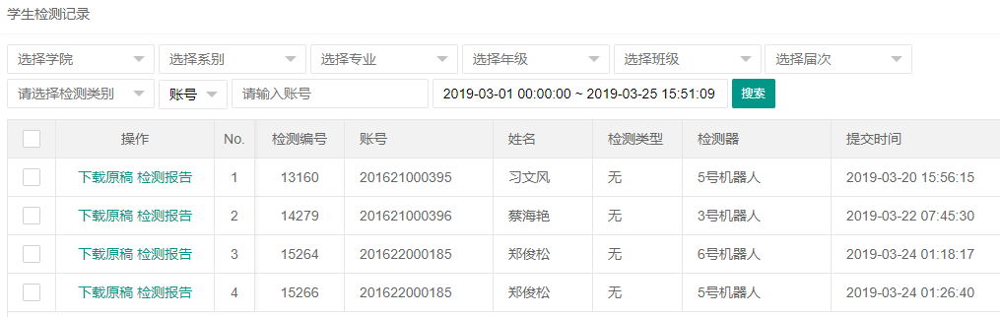 学生检测记录
选择学院 选择系别 选择专业 选择年级 选择班级 选择届次
请选择检测类别 账号 请输入账号 2019-03-01 00:00:00 ~ 2019-03-25 15:51:09 搜索
操作 No. 检测编号 账号 姓名 检测类型 检测器 提交时间
下载原稿 检测报告 1 13160 201621000395 习文风 无 5号机器人 2019-03-20 15:56:15
下载原稿 检测报告 2 14279 201621000396 蔡海艳 无 3号机器人 2019-03-22 07:45:30
下载原稿 检测报告 3 15264 201622000185 郑俊松 无 6号机器人 2019-03-24 01:18:17
下载原稿 检测报告 4 15266 201622000185 郑俊松 无 5号机器人 2019-03-24 01:26:40